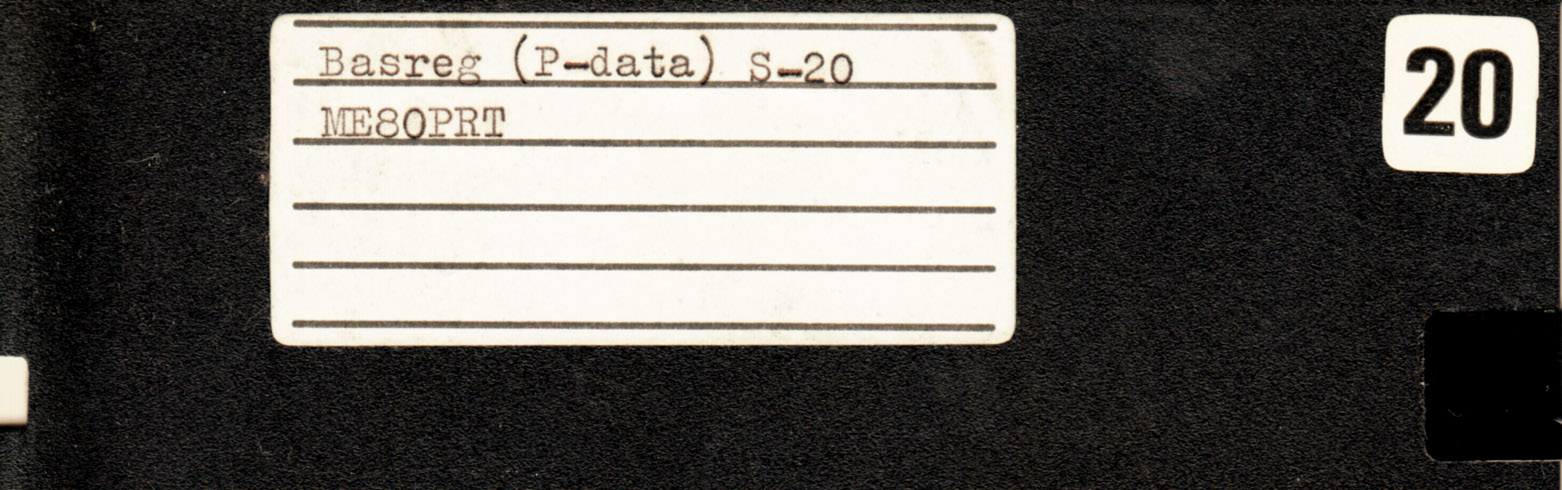 Basreg (P-data) S-20
ME80PRT
20